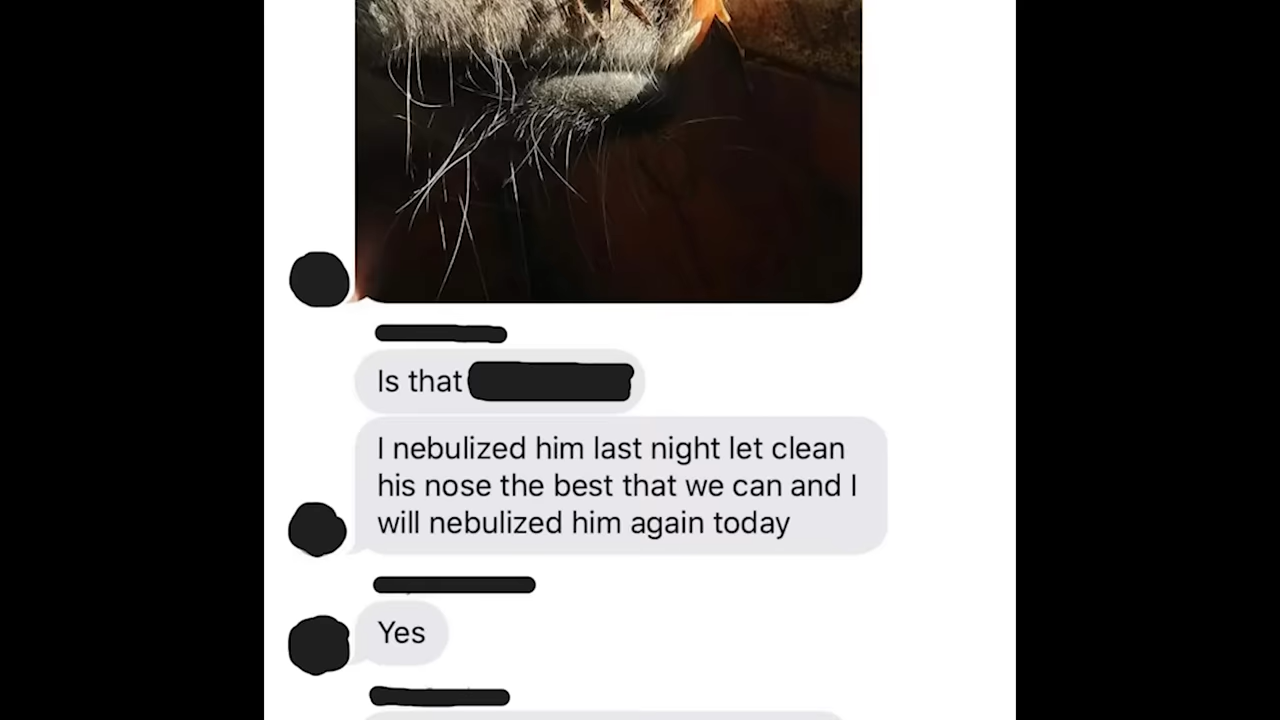 Is that
I nebulized him last night let clean
his nose the best that we can and I
will nebulized him again today
Yes